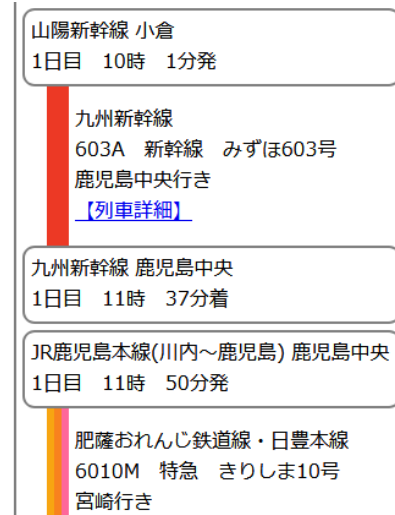 山陽新幹線 小倉
1日目　10時　1分発
九州新幹線
603A　新幹線　みずほ603号
鹿児島中央行き
【列車詳細】
九州新幹線 鹿児島中央
1日目　11時　37分着
JR鹿児島本線(川内～鹿児島) 鹿児島中央
1日目　11時　50分発
肥薩おれんじ鉄道線・日豊本線
6010M　特急　きりしま10号
宮崎行き